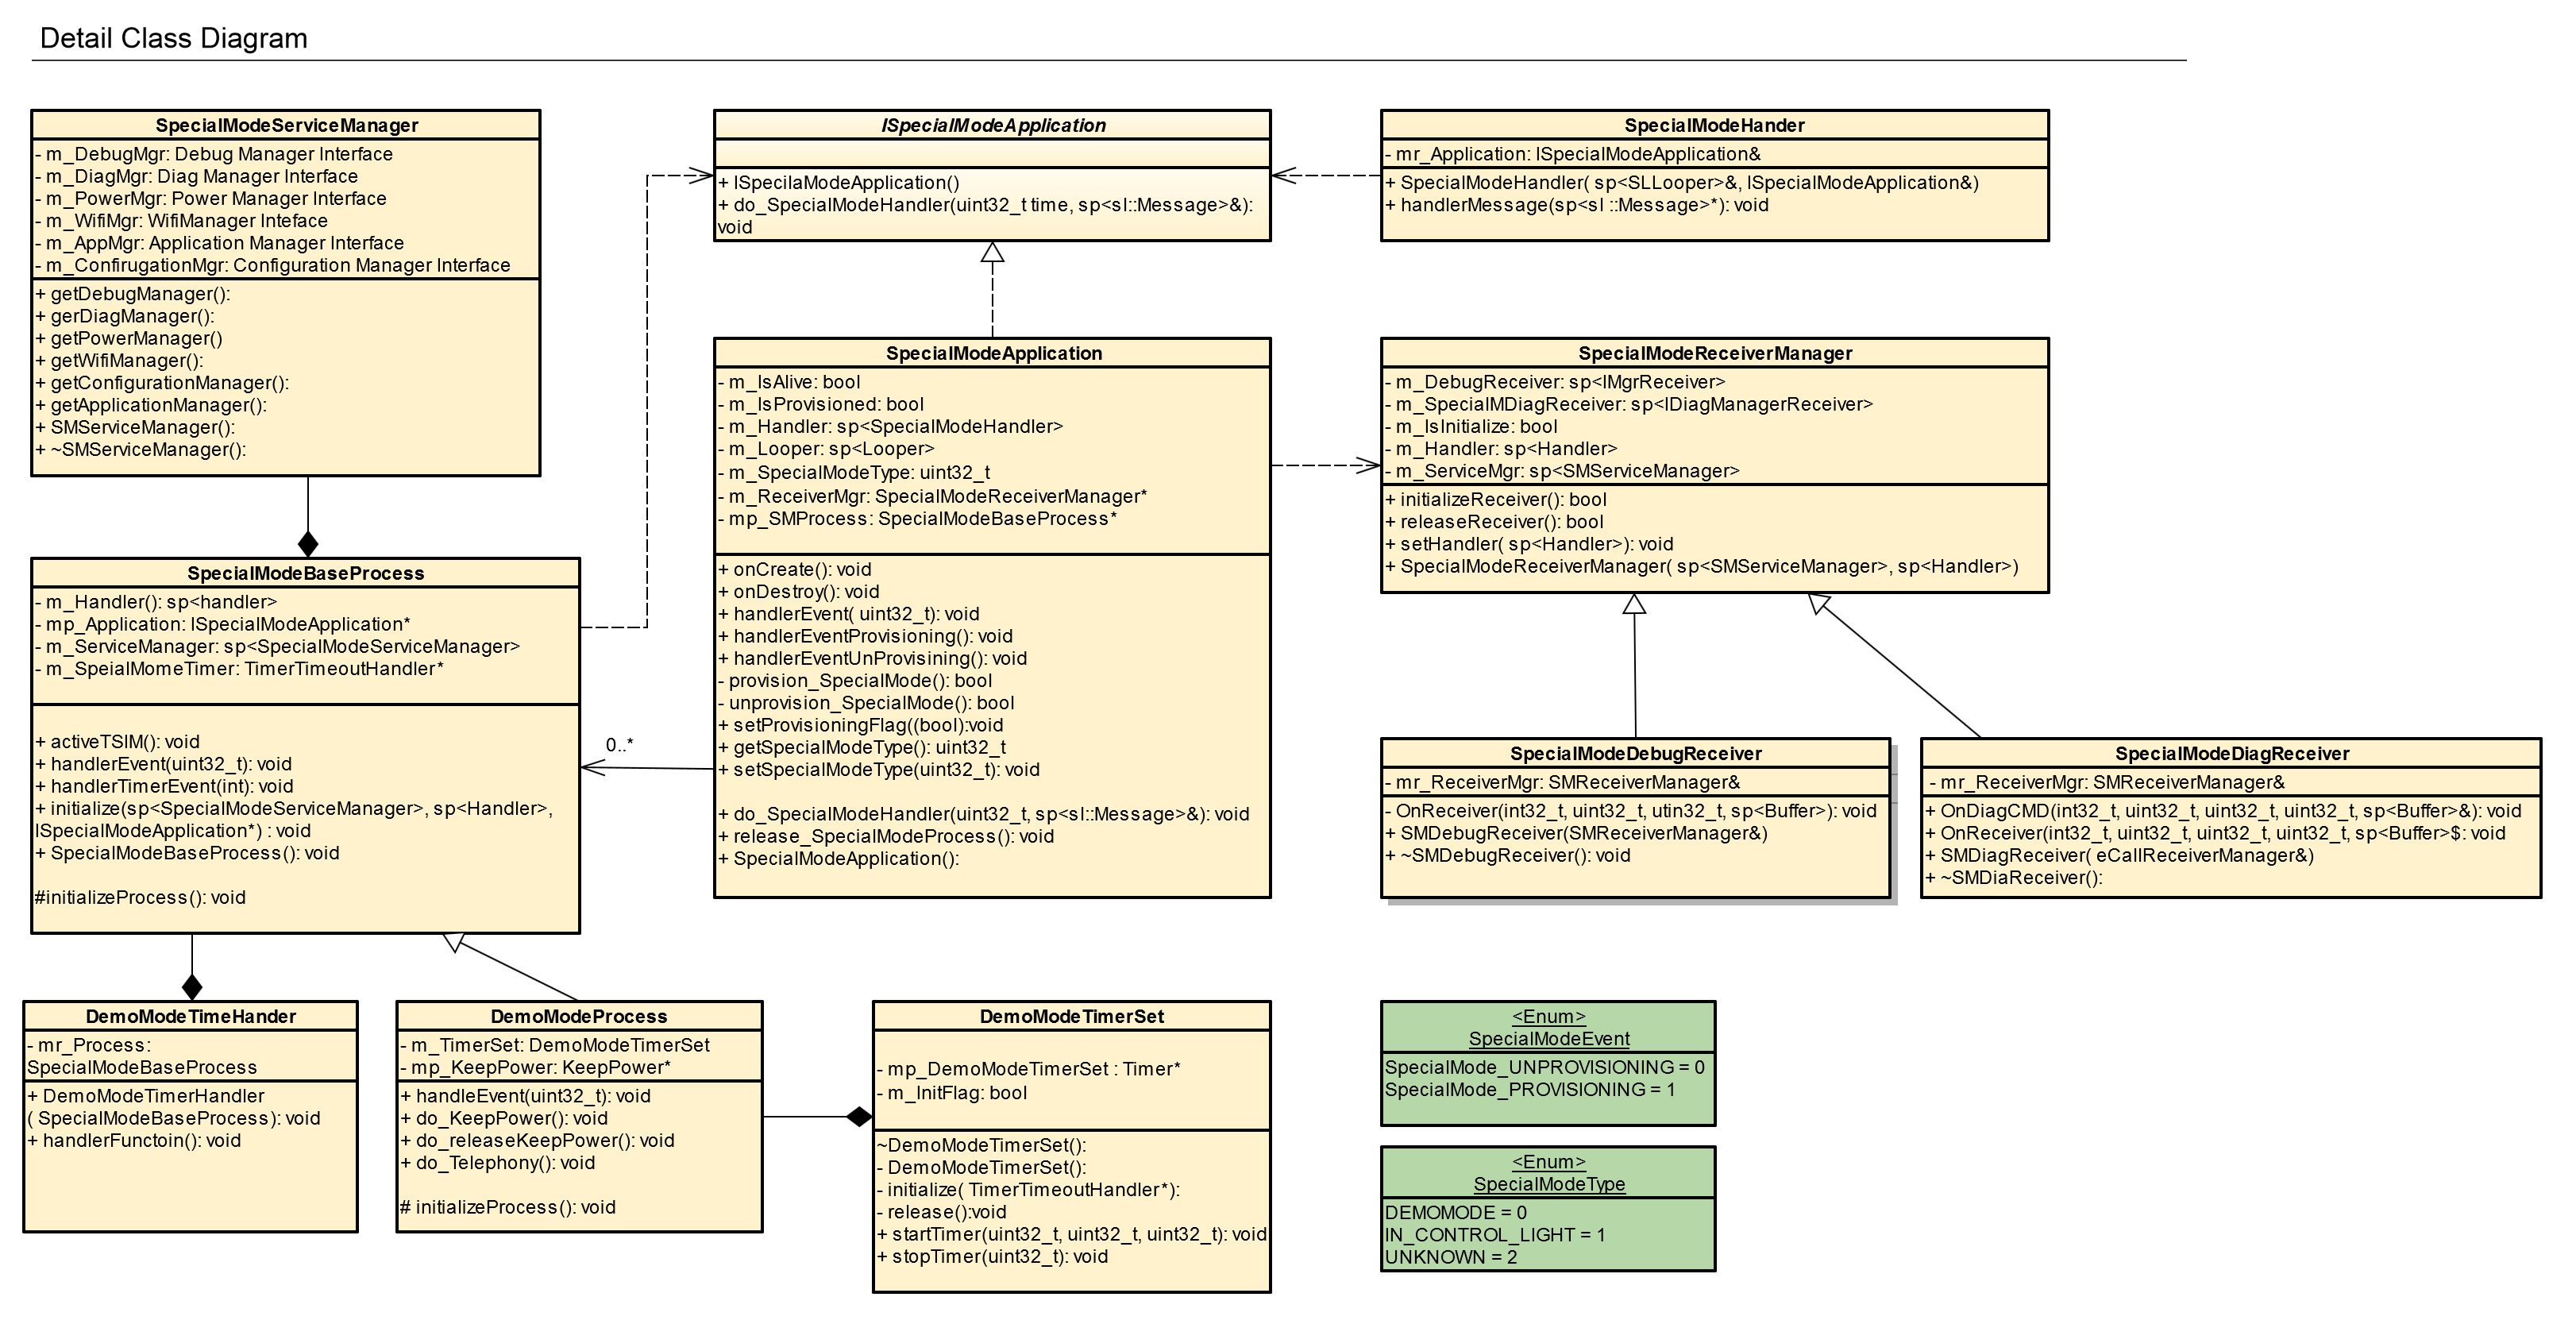 Detail Class Diagram
SpecialModeServiceManager
- m_DebugMgr: Debug Manager Interface
- m_DiagMgr: Diag Manager Interface
- m_PowerMgr: Power Manager Interface
- m_WifiMgr: WifiManager Inteface
- m_AppMgr: Application Manager Interface
- m_ConfirugationMgr: Configuration Manager Interface
+ getDebugManager():
+ gerDiagManager():
+ getPowerManager()
+ getWifiManager():
+ getConfigurationManager():
+ getApplicationManager():
+ SMServiceManager():
+ ~SMServiceManager():
ISpecialModeApplication
+ ISpecilaModeApplication()
+ do_SpecialModeHandler(uint32_t time, sp<sl::Message>&):
void
SpecialModeHander
- mr_Application: ISpecialModeApplication&
+ SpecialModeHandler( sp<SLLooper>&, ISpecialModeApplication&)
+ handlerMessage(sp<sl ::Message>*): void
SpecialModeApplication
- m_IsAlive: bool
- m_IsProvisioned: bool
- m_Handler: sp<SpecialModeHandler>
- m_Looper: sp<Looper>
- m_SpecialModeType: uint32_t
- m_ReceiverMgr: SpecialModeReceiverManager*
- mp_SMProcess: SpecialModeBaseProcess*
+ onCreate(): void
+ onDestroy(): void
+ handlerEvent( uint32_t): void
+ handlerEventProvisioning(): void
+ handlerEventUnProvisining(): void
- provision_SpecialMode(): bool
- unprovision_SpecialMode(): bool
+ setProvisioningFlag((bool):void
+ getSpecialModeType(): uint32_t
+ setSpecialModeType(uint32_t): void
+ do_SpecialModeHandler(uint32_t, sp<sl::Message>&): void
+ release_SpecialModeProcess(): void
+ SpecialModeApplication():
SpecialModeReceiverManager
- m_DebugReceiver: sp<IMgrReceiver>
- m_SpecialMDiagReceiver: sp<IDiagManagerReceiver>
- m_IsInitialize: bool
- m_Handler: sp<Handler>
- m_ServiceMgr: sp<SMServiceManager>
+ initializeReceiver(): bool
+ releaseReceiver(): bool
+ setHandler( sp<Handler>): void
+ SpecialModeReceiverManager( sp<SMServiceManager>, sp<Handler>)
SpecialModeBaseProcess
- m_Handler(): sp<handler>
- mp_Application: ISpecialModeApplication*
- m_ServiceManager: sp<SpecialModeServiceManager>
- m_SpeialMomeTimer: TimerTimeoutHandler*
+ activeTSIM(): void
+ handlerEvent(uint32_t): void
+ handlerTimerEvent(int): void
+ initialize(sp<SpecialModeServiceManager>, sp<Handler>,
ISpecialModeApplication*) : void
+ SpecialModeBaseProcess(): void
#initializeProcess(): void
0..*
SpecialModeDebugReceiver
- mr_ReceiverMgr: SMReceiverManager&
- OnReceiver(int32_t, uint32_t, utin32_t, sp<Buffer>): void
+ SMDebugReceiver(SMReceiverManager&)
+ ~SMDebugReceiver(): void
SpecialModeDiagReceiver
- mr_ReceiverMgr: SMReceiverManager&
+ OnDiagCMD(int32_t, uint32_t, uint32_t, uint32_t, sp<Buffer>&): void
+ OnReceiver(int32_t, uint32_t, uint32_t, uint32_t, sp<Buffer>$: void
+ SMDiagReceiver( eCallReceiverManager&)
+ ~SMDiaReceiver():
DemoModeTimeHander
- mr_Process:
SpecialModeBaseProcess
+ DemoModeTimerHandler
( SpecialModeBaseProcess): void
+ handlerFunctoin(): void
DemoModeProcess
- m_TimerSet: DemoModeTimerSet
- mp_KeepPower: KeepPower*
+ handleEvent(uint32_t): void
+ do_KeepPower(): void
+ do_releaseKeepPower(): void
+ do_Telephony(): void
# initializeProcess(): void
DemoModeTimerSet
- mp_DemoModeTimerSet : Timer*
- m_InitFlag: bool
~DemoModeTimerSet():
- DemoModeTimerSet():
- initialize( TimerTimeoutHandler*):
- release():void
+ startTimer(uint32_t, uint32_t, uint32_t): void
+ stopTimer(uint32_t): void
<Enum>
SpecialModeEvent
SpecialMode_UNPROVISIONING = 0
SpecialMode_PROVISIONING = 1
<Enum>
SpecialModeType
DEMOMODE = 0
IN_CONTROL_LIGHT = 1
UNKNOWN = 2